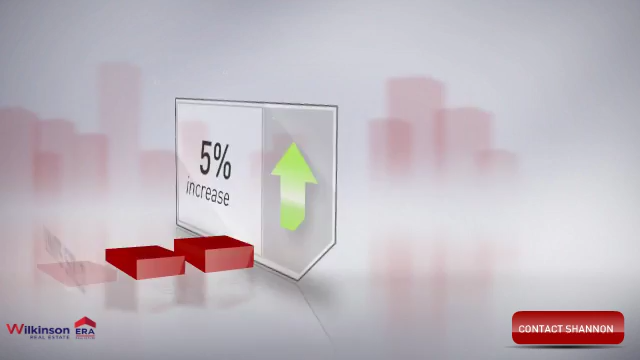 5%
increase
Wilkinson ERA
REAL ESTATE
CONTACT SHANNON